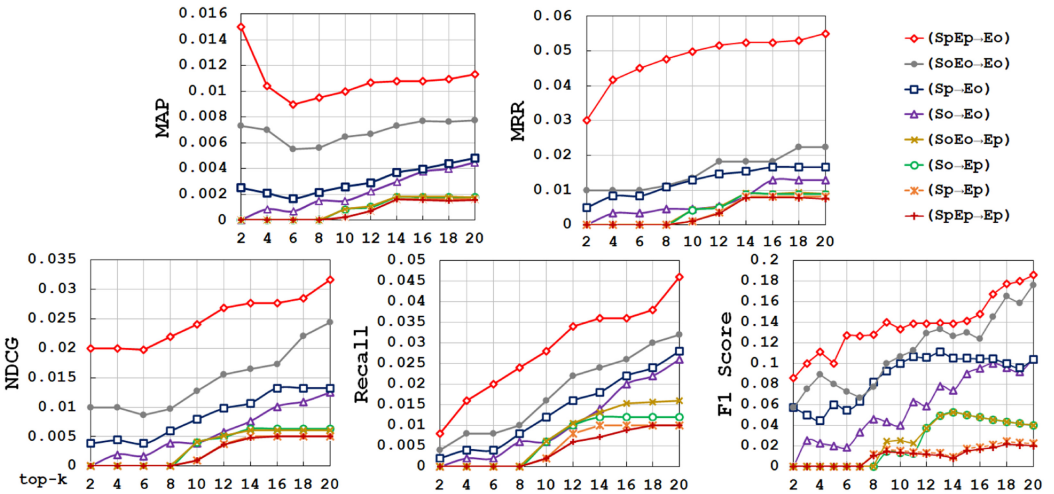 MAP
0.016
0.014
0.012
0.01
0.008
0.006
0.004
0.002
0
2 4 6 8 10 12 14 16 18 20
MRR
0.06
0.05
0.04
0.03
0.02
0.01
0
2 4 6 8 10 12 14 16 18 20
(SpEp→Eo)
(SoEo→Eo)
(Sp→Eo)
(So→Eo)
(SoEo→Ep)
(So→Ep)
(Sp→Ep)
(SpEp→Ep)
NDCG
0.035
0.03
0.025
0.02
0.015
0.01
0.005
0
top-k
2 4 6 8 10 12 14 16 18 20
Recall
0.05
0.045
0.04
0.035
0.03
0.025
0.02
0.015
0.01
0.005
0
2 4 6 8 10 12 14 16 18 20
F1 Score
0.2
0.18
0.16
0.14
0.12
0.1
0.08
0.06
0.04
0.02
0
2 4 6 8 10 12 14 16 18 20